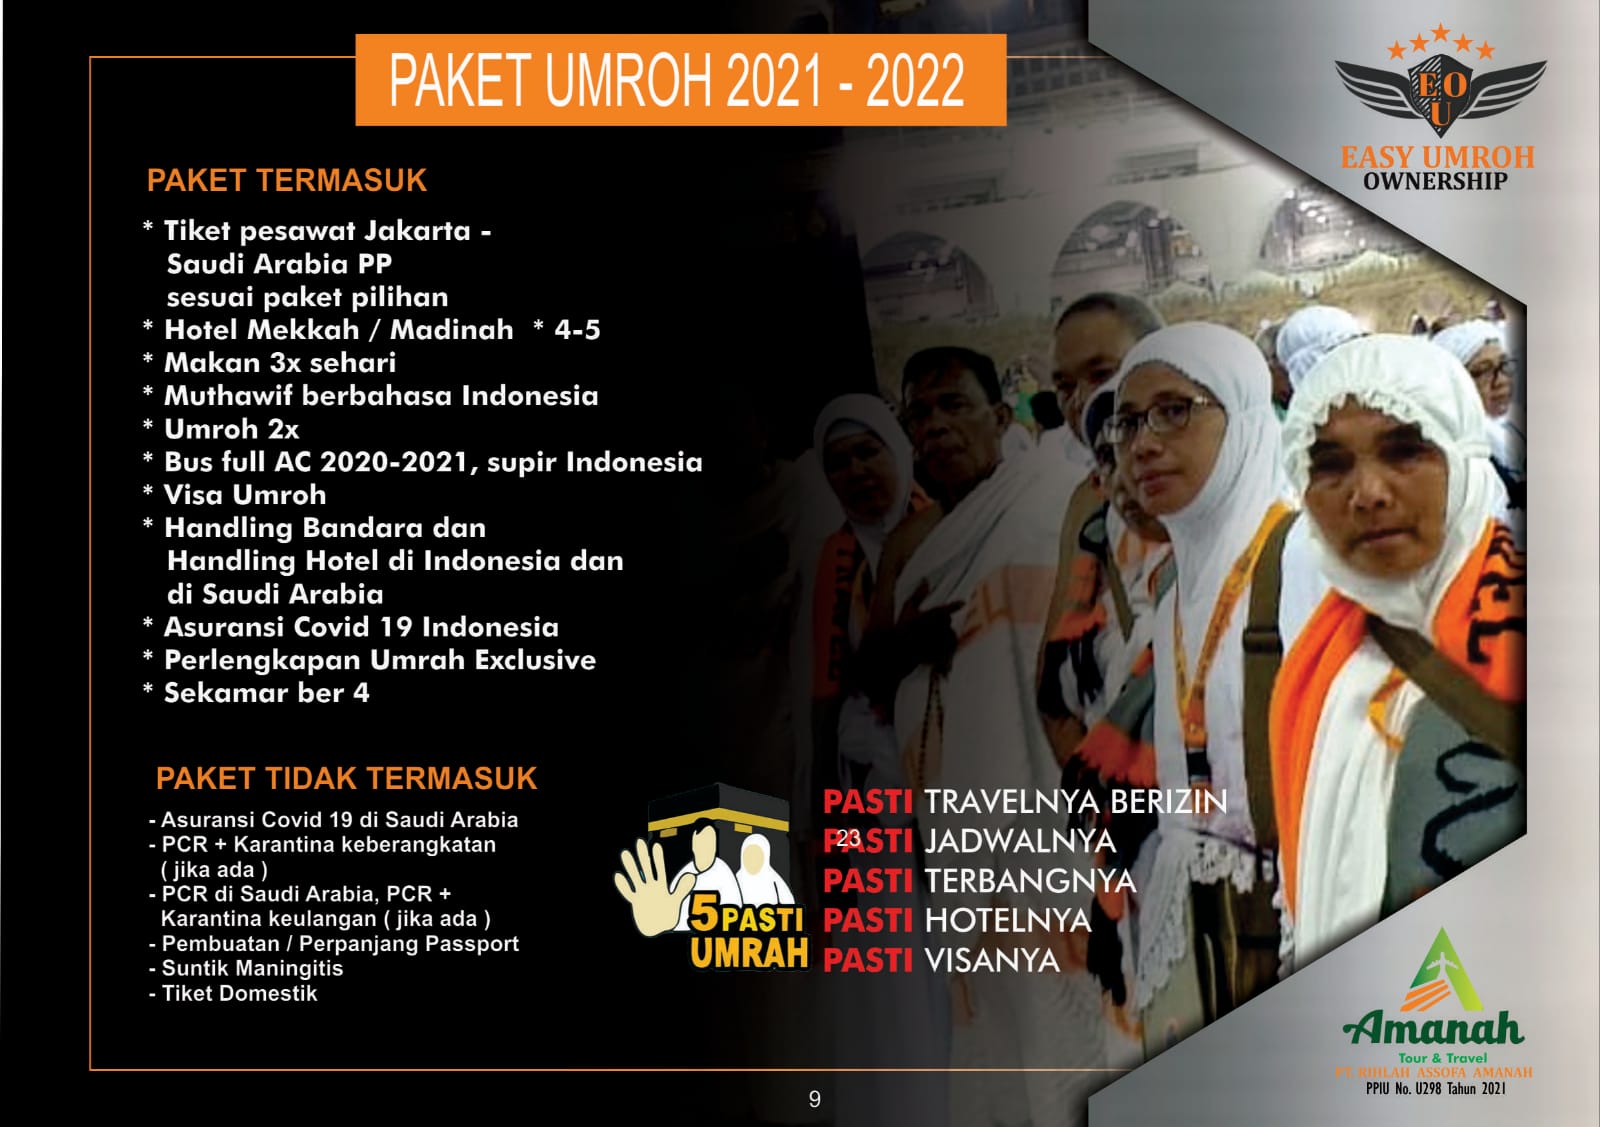 PAKET UMROH 2021 - 2022
EOU
EASY UMROH
OWNERSHIP
PAKET TERMASUK
* Tiket pesawat Jakarta -
Saudi Arabia PP
sesuai paket pilihan
* Hotel Mekkah / Madinah * 4-5
* Makan 3x sehari
* Muthawif berbahasa Indonesia
* Umroh 2x
* Bus full AC 2020-2021, supir Indonesia
* Visa Umroh
* Handling Bandara dan
Handling Hotel di Indonesia dan
di Saudi Arabia
* Asuransi Covid 19 Indonesia
* Perlengkapan Umrah Exclusive
* Sekamar ber 4
PAKET TIDAK TERMASUK
- Asuransi Covid 19 di Saudi Arabia
- PCR + Karantina keberangkatan
( jika ada )
- PCR di Saudi Arabia, PCR +
Karantina keulangan ( jika ada )
- Pembuatan / Perpanjang Passport
- Suntik Maningitis
- Tiket Domestik
5 PASTI
UMRAH
PASTI TRAVELNYA BERIZIN
PASTI JADWALNYA
23
PASTI TERBANGNYA
PASTI HOTELNYA
PASTI VISANYA
Amanah
Tour & Travel
PT. RIHLAH ASSOFA AMANAH
PPIU No. U298 Tahun 2021
9